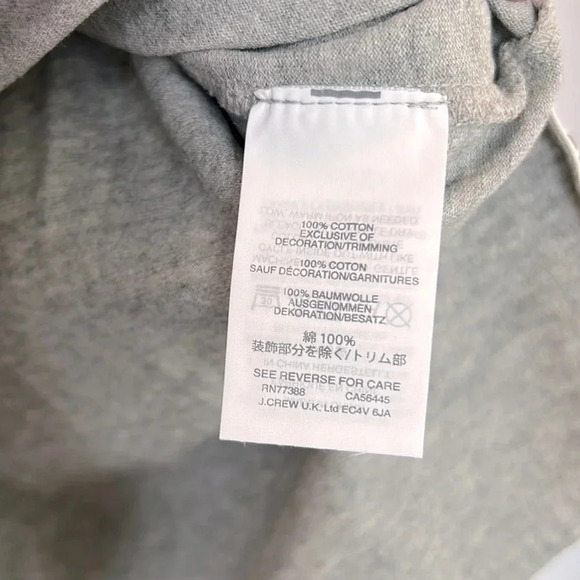 100% COTTON
EXCLUSIVE OF
DECORATION/TRIMMING
100% COTON
SAUF DÉCORATION/GARNITURES
100% BAUMWOLLE
AUSGENOMMEN
DEKORATION/BESATZ
綿 100%
装飾部分を除く/トリム部
SEE REVERSE FOR CARE
RN77388 CA56445
J.CREW U.K. Ltd EC4V 6JA